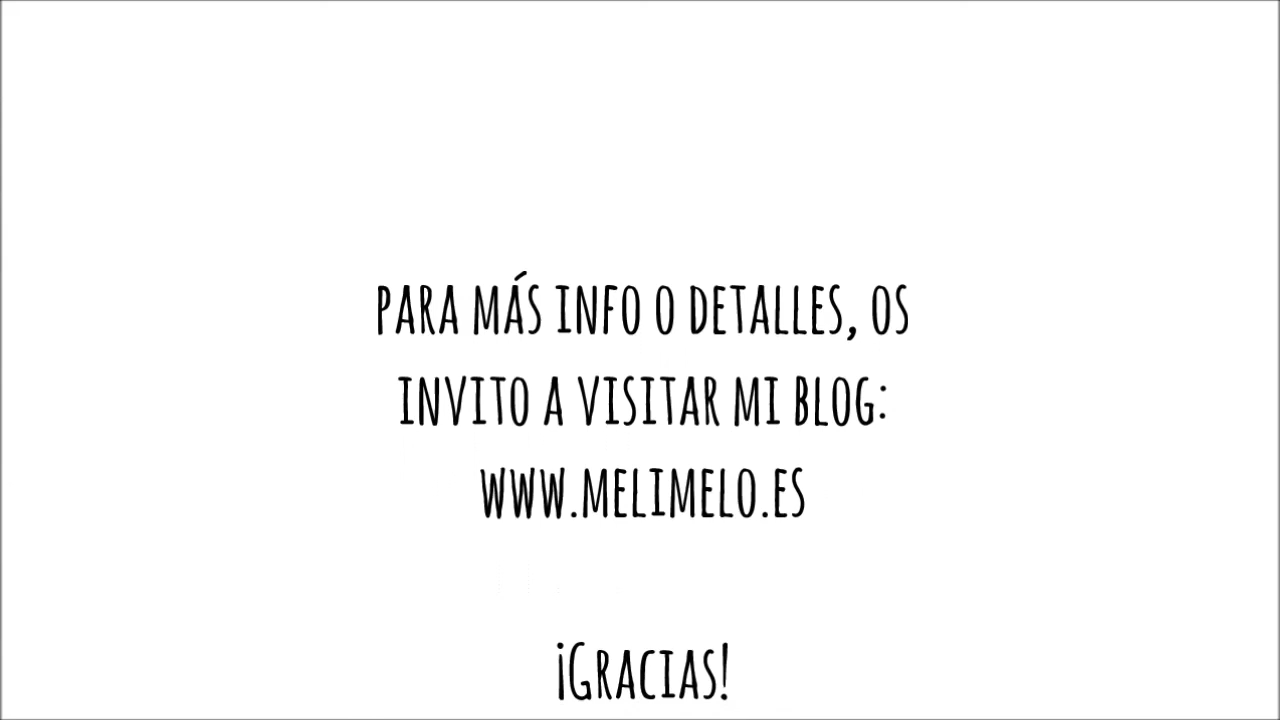 PARA MÁS INFO O DETALLES, OS
INVITO A VISITAR MI BLOG:
WWW.MELIMELO.ES
¡GRACIAS!